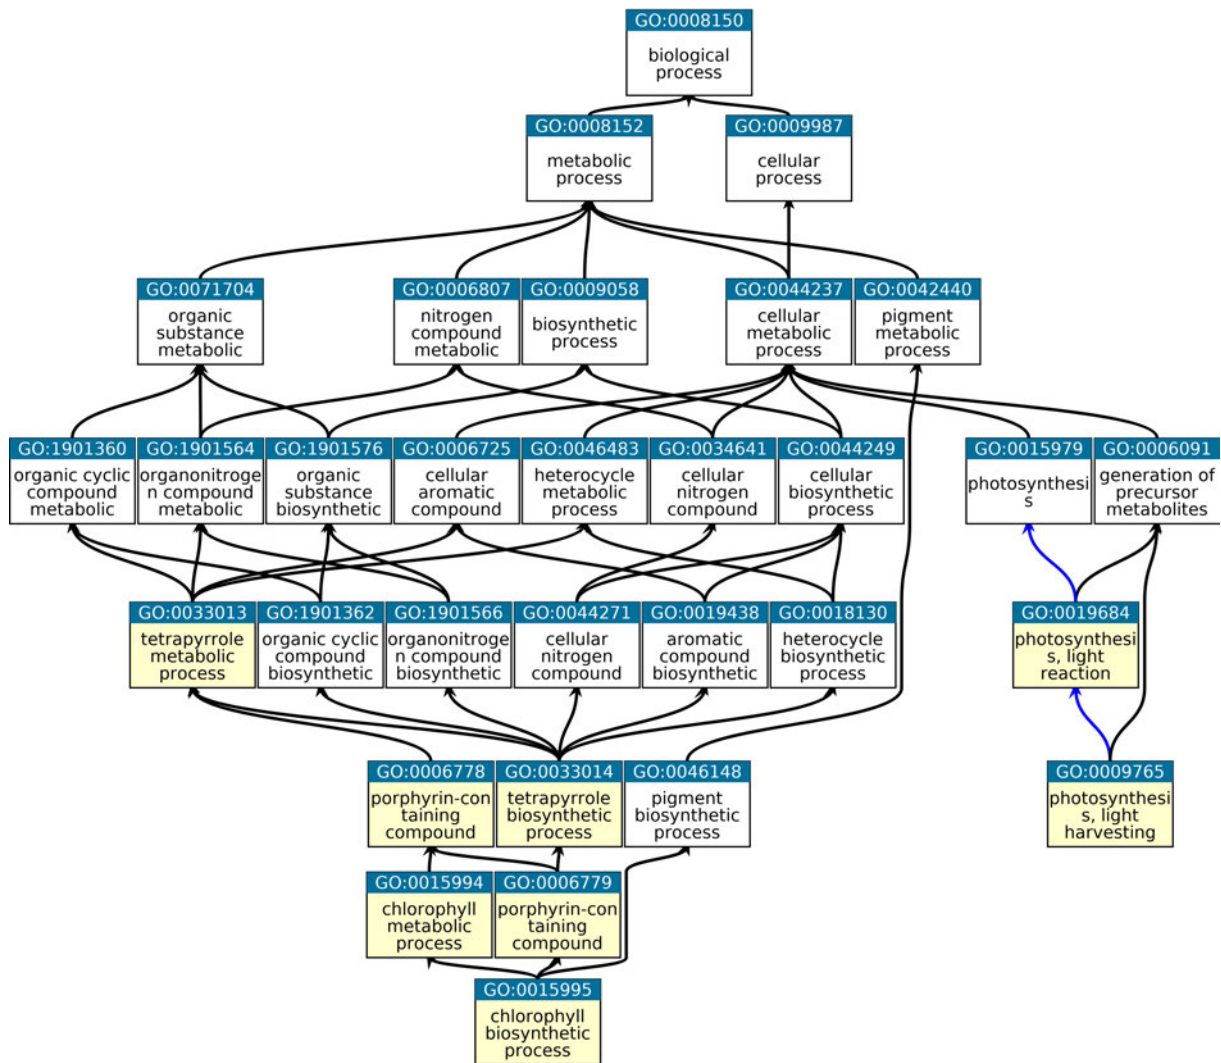 GO:0008150
biological
process
GO:0008152
metabolic
process
GO:0009987
cellular
process
GO:0071704
organic
substance
metabolic
GO:0006807
nitrogen
compound
metabolic
GO:0009058
biosynthetic
process
GO:0044237
cellular
metabolic
process
GO:0042440
pigment
metabolic
process
GO:1901360
organic cyclic
compound
metabolic
GO:1901564
organonitroge
n compound
metabolic
GO:1901576
organic
substance
biosynthetic
GO:0006725
cellular
aromatic
compound
GO:0046483
heterocycle
metabolic
process
GO:0034641
cellular
nitrogen
compound
GO:0044249
cellular
biosynthetic
process
GO:0015979
photosynthesi
s
GO:0006091
generation of
precursor
metabolites
GO:0033013
tetrapyrrole
metabolic
process
GO:1901362
organic cyclic
compound
biosynthetic
GO:1901566
organonitroge
n compound
biosynthetic
GO:0044271
cellular
nitrogen
compound
GO:0019438
aromatic
compound
biosynthetic
GO:0018130
heterocycle
biosynthetic
process
GO:0019684
photosynthesi
s, light
reaction
GO:0006778
porphyrin-con
taining
compound
GO:0033014
tetrapyrrole
biosynthetic
process
GO:0046148
pigment
biosynthetic
process
GO:0009765
photosynthesi
s, light
harvesting
GO:0015994
chlorophyll
metabolic
process
GO:0006779
porphyrin-con
taining
compound
GO:0015995
chlorophyll
biosynthetic
process